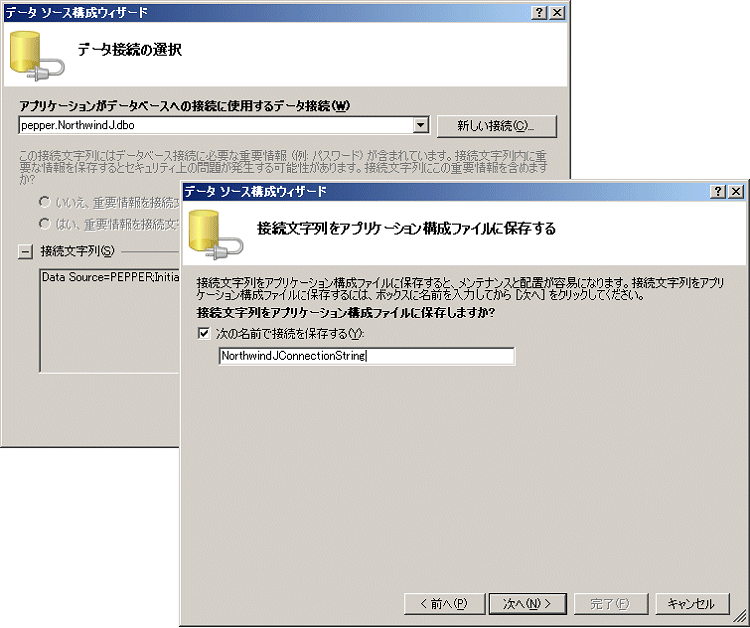 データ ソース構成ウィザード
データ接続の選択
アプリケーションがデータベースへの接続に使用するデータ接続(W)
pepper.NorthwindJ.dbo
新しい接続(C)...
この接続文字列にはデータベース接続に必要な重要情報 (例: パスワード) が含まれています。接続文字列内に重
要な情報を保存するとセキュリティ上の問題が発生する可能性があります。接続文字列にこの重要情報を含めます
か?
いいえ、重要情報を接続文
はい、重要情報を接続文字
接続文字列(S)
Data Source=PEPPER;Initia
データ ソース構成ウィザード
接続文字列をアプリケーション構成ファイルに保存する
接続文字列をアプリケーション構成ファイルに保存すると、メンテナンスと配置が容易になります。接続文字列をアプリ
ケーション構成ファイルに保存するには、ボックスに名前を入力してから [次へ] をクリックしてください。
接続文字列をアプリケーション構成ファイルに保存しますか?
次の名前で接続を保存する(Y):
NorthwindJConnectionString
< 前へ(P)
次へ(N) >
完了(F)
キャンセル